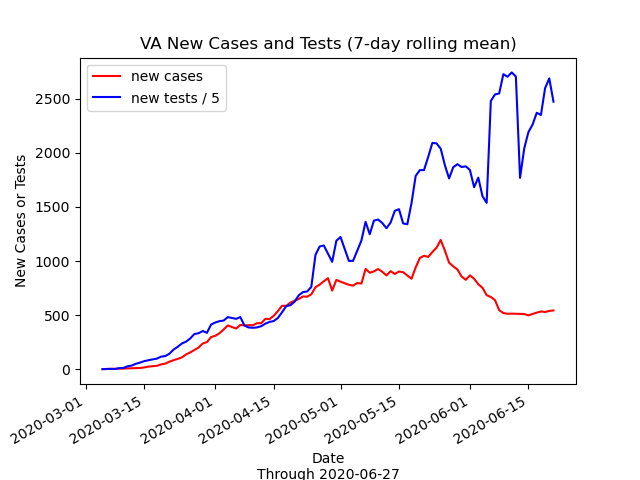 VA New Cases and Tests (7-day rolling mean)
new cases
new tests / 5
New Cases or Tests
2500
2000
1500
1000
500
0
2020-03-01
2020-03-15
2020-04-01
2020-04-15
2020-05-01
2020-05-15
2020-06-01
2020-06-15
Date
Through 2020-06-27